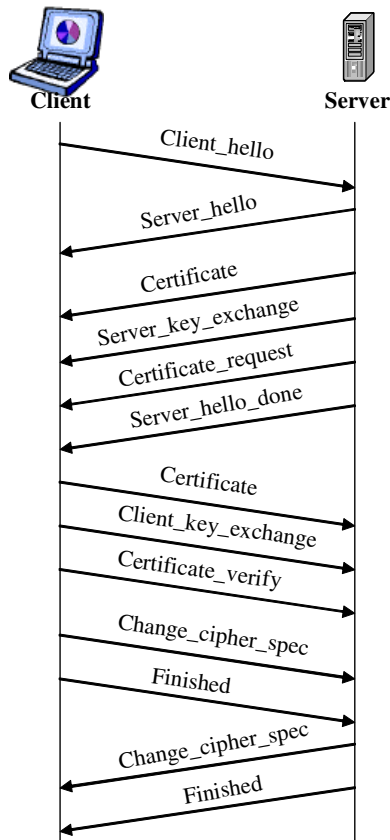 Client
Server
Client_hello
Server_hello
Certificate
Server_key_exchange
Certificate_request
Server_hello_done
Certificate
Client_key_exchange
Certificate_verify
Change_cipher_spec
Finished
Change_cipher_spec
Finished